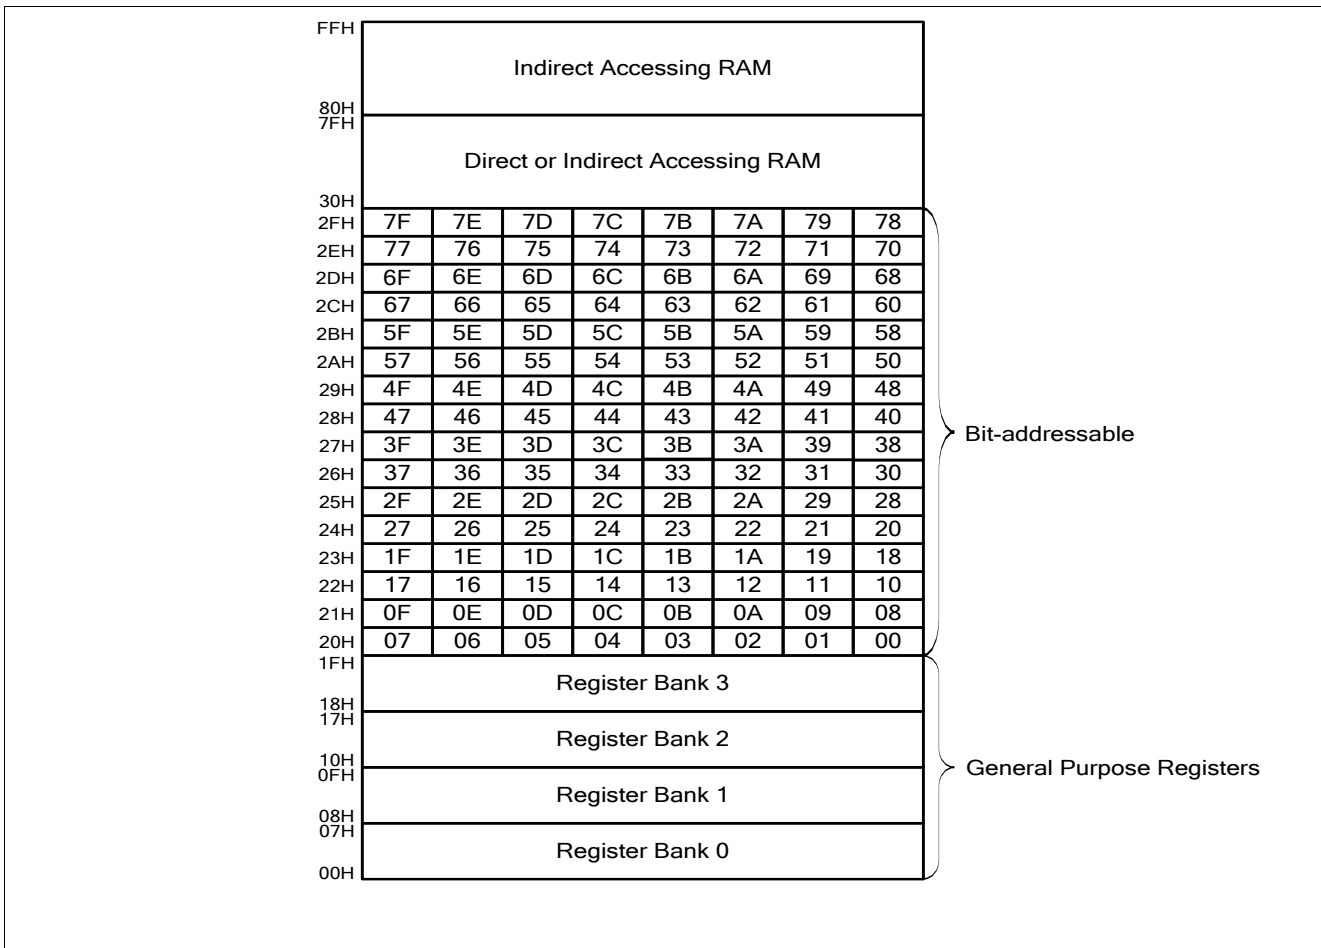 FFH
Indirect Accessing RAM
80H
7FH
Direct or Indirect Accessing RAM
30H
2FH 7F 7E 7D 7C 7B 7A 79 78
2EH 77 76 75 74 73 72 71 70
2DH 6F 6E 6D 6C 6B 6A 69 68
2CH 67 66 65 64 63 62 61 60
2BH 5F 5E 5D 5C 5B 5A 59 58
2AH 57 56 55 54 53 52 51 50
29H 4F 4E 4D 4C 4B 4A 49 48
28H 47 46 45 44 43 42 41 40
Bit-addressable
27H 3F 3E 3D 3C 3B 3A 39 38
26H 37 36 35 34 33 32 31 30
25H 2F 2E 2D 2C 2B 2A 29 28
24H 27 26 25 24 23 22 21 20
23H 1F 1E 1D 1C 1B 1A 19 18
22H 17 16 15 14 13 12 11 10
21H 0F 0E 0D 0C 0B 0A 09 08
20H 07 06 05 04 03 02 01 00
1FH
Register Bank 3
18H
17H
Register Bank 2
10H
General Purpose Registers
0FH
Register Bank 1
08H
07H
Register Bank 0
00H